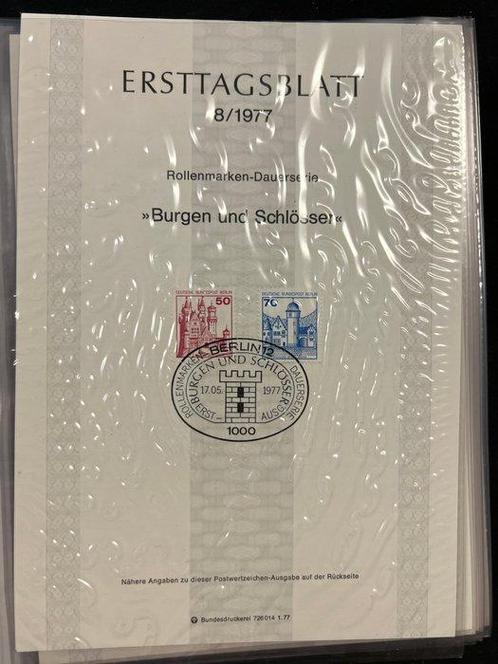 ERSTTAGSBLATT
8/1977
Rollenmarken-Dauerserie
»Burgen und Schlösser«
DEUTSCHE BUNDESPOST BERLIN
50
DEUTSCHE BUNDESPOST BERLIN
70
BERLIN 12
ROLLENMARKEN DAUERSERIE
BURGEN UND SCHLÖSSER
17.05. 1977
ERST- AUSG
1000
Nähere Angaben zu dieser Postwertzeichen-Ausgabe auf der Rückseite
Bundesdruckerei 726 014 1.77